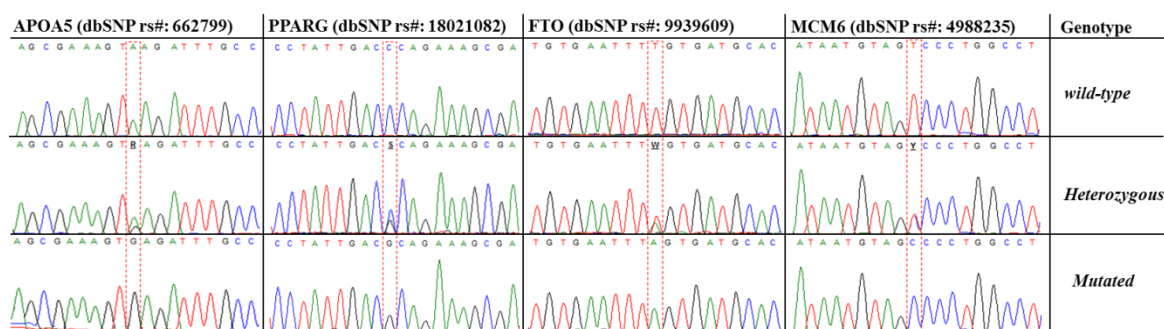 APOA5 (dbSNP rs#: 662799) PPARG (dbSNP rs#: 18021082) FTO (dbSNP rs#: 9939609) MCM6 (dbSNP rs#: 4988235) Genotype
A G C G A A A G T A A G A T T T G C C C C T A T T G A C C C A G A A A G C G A T G T G A A T T T T G T G A T G C A C A T A A T G T A G T C C C T G G C C T
wild-type
A G C G A A A G T R A G A T T T G C C C C T A T T G A C S C A G A A A G C G A T G T G A A T T T W G T G A T G C A C A T A A T G T A G Y C C C T G G C C T
Heterozygous
A G C G A A A G T G A G A T T T G C C C C T A T T G A C G C A G A A A G C G A T G T G A A T T T A G T G A T G C A C A T A A T G T A G C C C C T G G C C T
Mutated